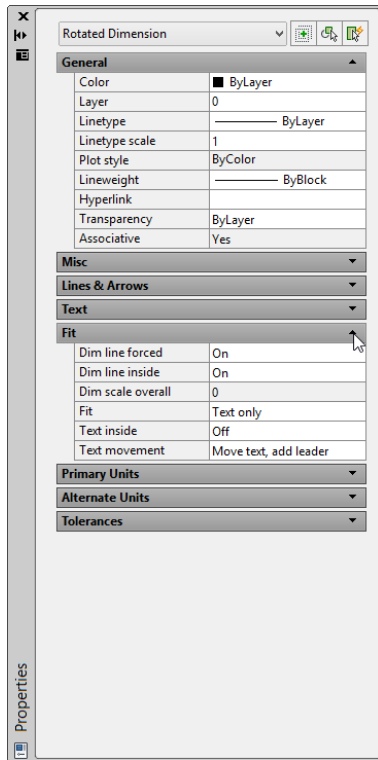 Rotated Dimension
General
Color ByLayer
Layer 0
Linetype ByLayer
Linetype scale 1
Plot style ByColor
Lineweight ByBlock
Hyperlink
Transparency ByLayer
Associative Yes
Misc
Lines & Arrows
Text
Fit
Dim line forced On
Dim line inside On
Dim scale overall 0
Fit Text only
Text inside Off
Text movement Move text, add leader
Primary Units
Alternate Units
Tolerances
Properties